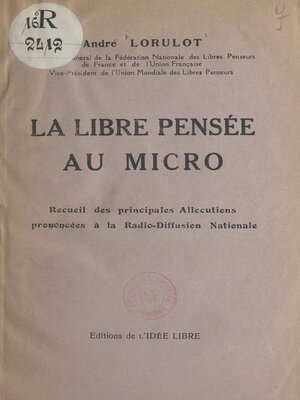 16° R
2412
7
André LORULOT
Général de la Fédération Nationale des Libres Penseurs
de France et de l'Union Française
Vice-Président de l'Union Mondiale des Libres Penseurs
LA LIBRE PENSÉE
AU MICRO
Recueil des principales Allocutions
prononcées à la Radio-Diffusion Nationale
Editions de L'IDÉE LIBRE